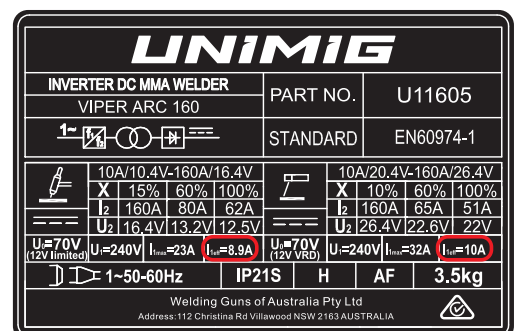 UNIMIG
INVERTER DC MMA WELDER
VIPER ARC 160
PART NO.
U11605
1~ f₁ f₂
STANDARD
EN60974-1
10A/10.4V-160A/16.4V
X 15% 60% 100%
I₂ 160A 80A 62A
U₂ 16.4V 13.2V 12.5V
10A/20.4V-160A/26.4V
X 10% 60% 100%
I₂ 160A 65A 51A
U₂ 26.4V 22.6V 22V
U₀=70V (12V limited) U₁=240V I₁max=23A I₁eff=8.9A
U₀=70V (12V VRD) U₁=240V I₁max=32A I₁eff=10A
1~50-60Hz IP21S H AF 3.5kg
Welding Guns of Australia Pty Ltd
Address:112 Christina Rd Villawood NSW 2163 AUSTRALIA